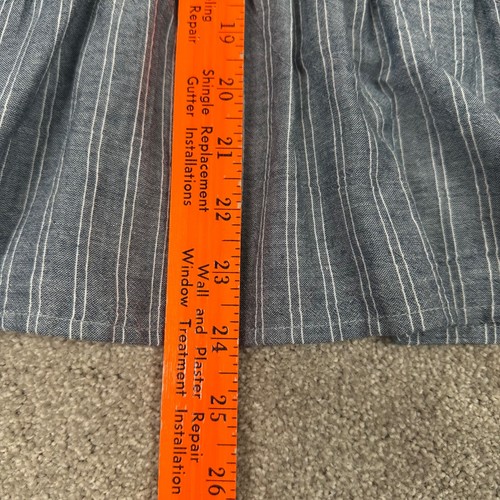 ling
Repair
Shingle Replacement
Gutter Installations
Wall and Plaster Repair
Window Treatment Installation
19
20
21
22
23
24
25
26